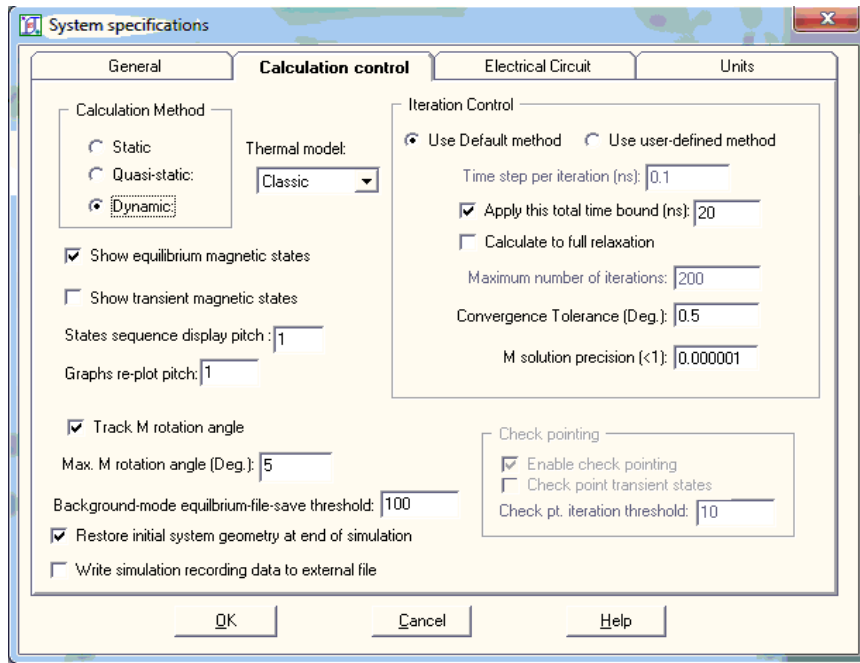 System specifications
General
Calculation control
Electrical Circuit
Units
Calculation Method
Static
Quasi-static:
Dynamic:
Thermal model:
Classic
Show equilibrium magnetic states
Show transient magnetic states
States sequence display pitch : 1
Graphs re-plot pitch: 1
Track M rotation angle
Max. M rotation angle (Deg.): 5
Background-mode equilbrium-file-save threshold: 100
Restore initial system geometry at end of simulation
Write simulation recording data to external file
Iteration Control
Use Default method
Use user-defined method
Time step per iteration (ns): 0.1
Apply this total time bound (ns): 20
Calculate to full relaxation
Maximum number of iterations: 200
Convergence Tolerance (Deg.): 0.5
M solution precision (<1): 0.000001
Check pointing
Enable check pointing
Check point transient states
Check pt. iteration threshold: 10
OK
Cancel
Help